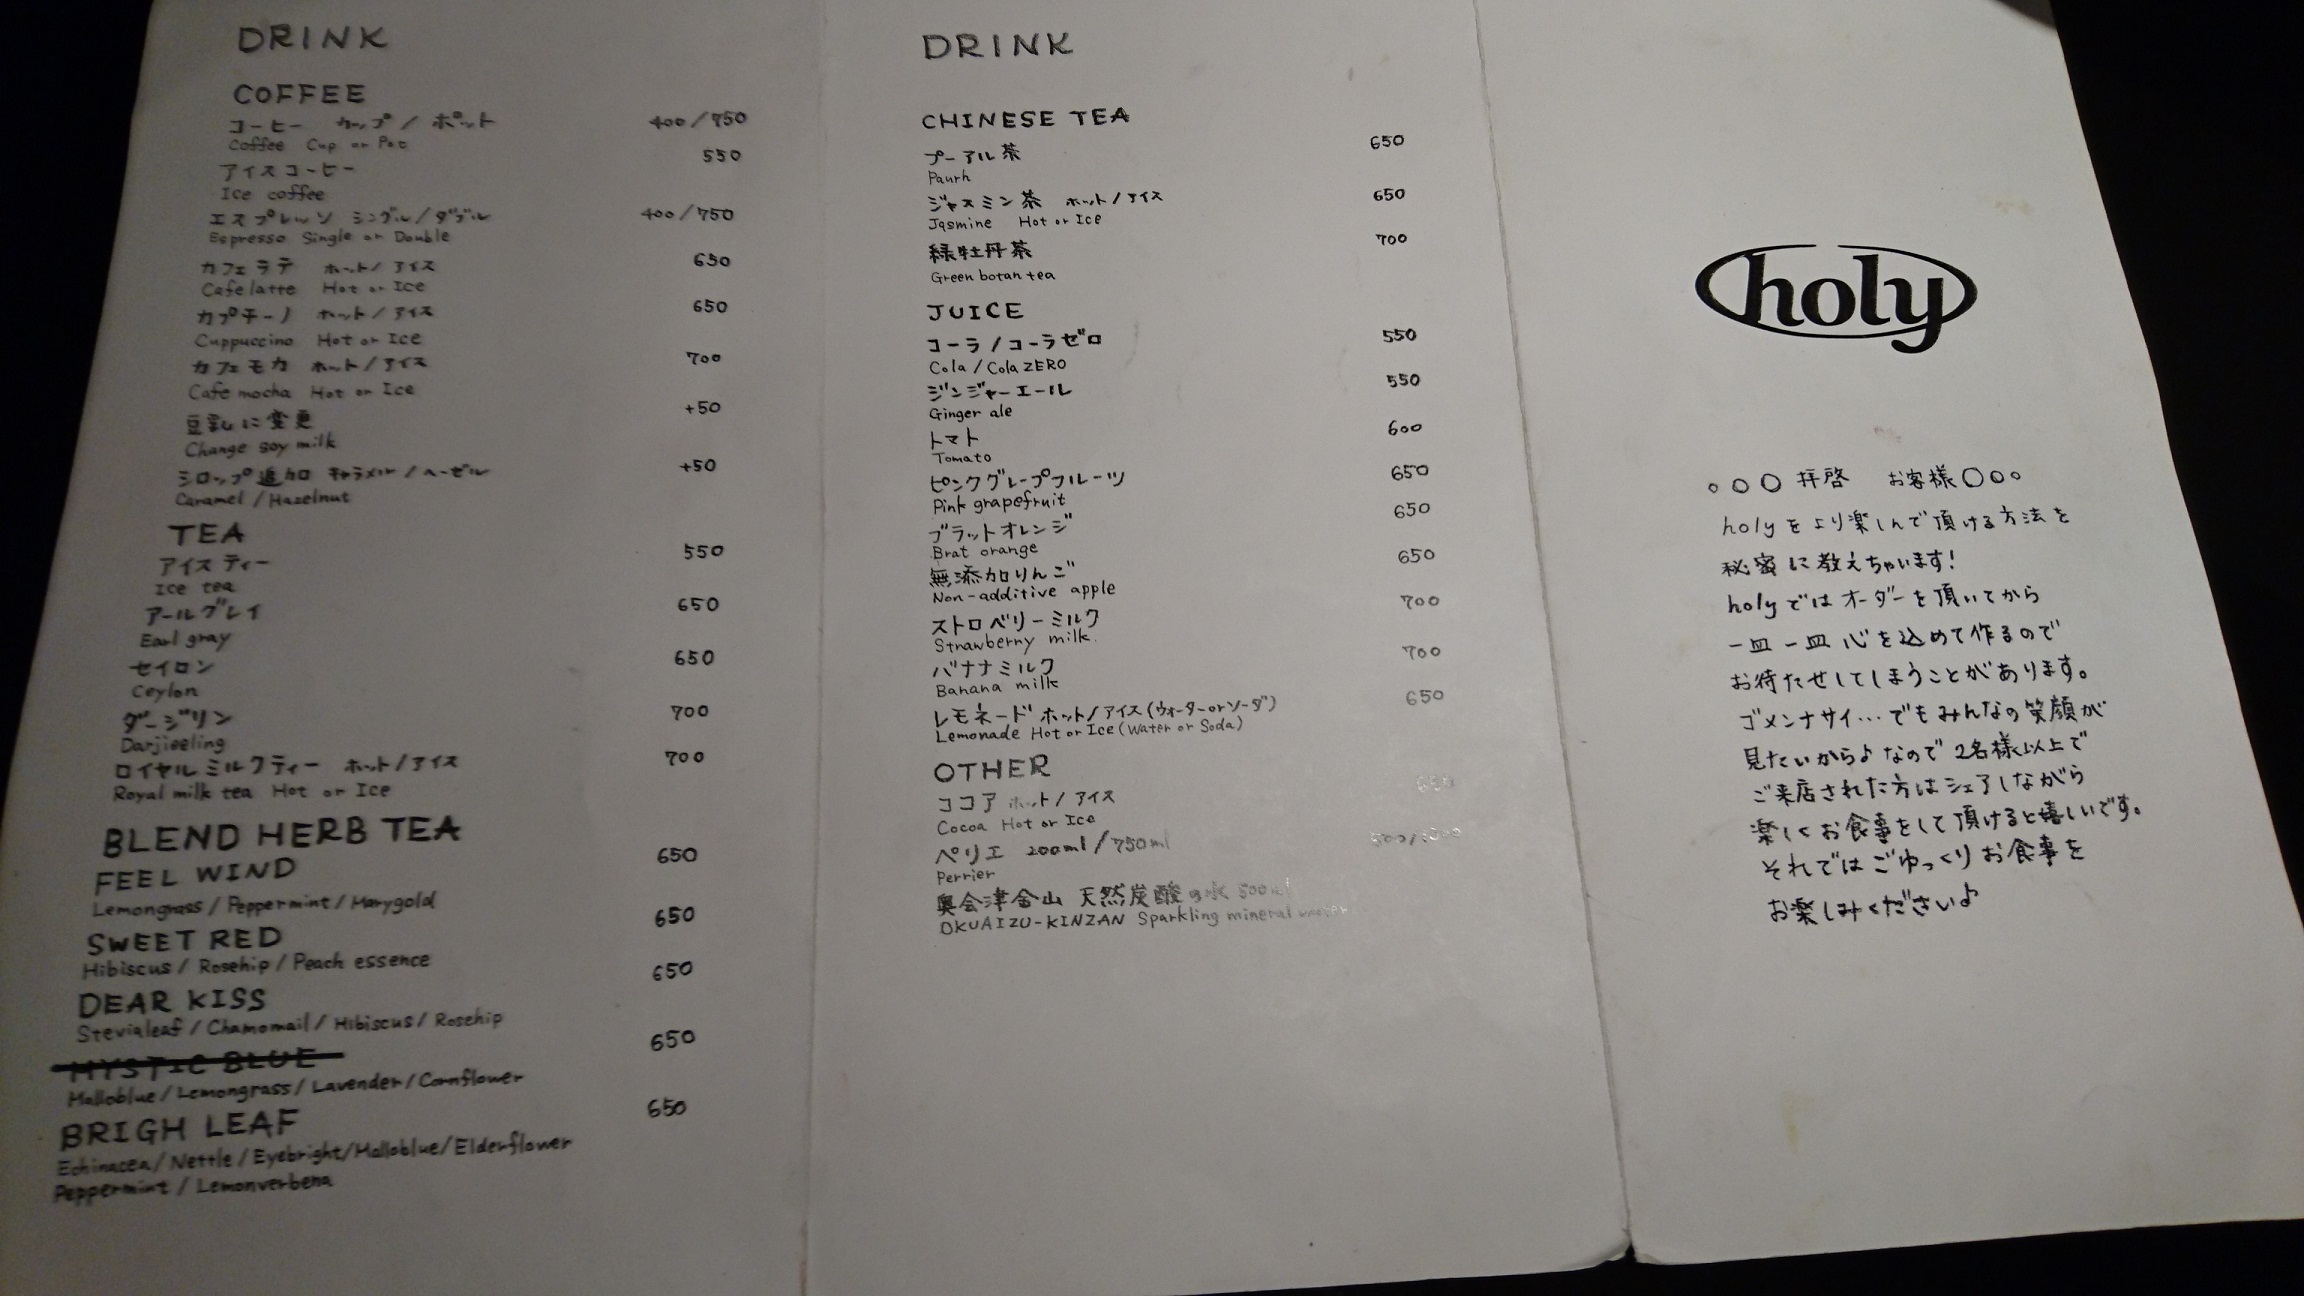 DRINK
COFFEE
コーヒー カップ / ポット 400/750
Coffee Cup or Pot
アイスコーヒー 550
Ice coffee
エスプレッソ シングル/ダブル 400/750
Espresso Single or Double
カフェラテ ホット/アイス 650
Cafe latte Hot or Ice
カプチーノ ホット/アイス 650
Cuppuccino Hot or Ice
カフェモカ ホット/アイス 700
Cafe mocha Hot or Ice
豆乳に変更 +50
Change soy milk
シロップ追加 キャラメル/ヘーゼル +50
Caramel / Hazelnut
TEA
アイスティー 550
Ice tea
アールグレイ 650
Earl gray
セイロン 650
Ceylon
ダージリン 700
Darjieeling
ロイヤルミルクティー ホット/アイス 700
Royal milk tea Hot or Ice
BLEND HERB TEA
FEEL WIND 650
Lemongrass / Peppermint / Marygold
SWEET RED 650
Hibiscus / Rosehip / Peach essence
DEAR KISS 650
Stevialeaf / Chamomail / Hibiscus / Rosehip
MYSTIC BLUE 650
Malloblue / Lemongrass / Lavender / Cornflower
BRIGH LEAF 650
Echinacea / Nettle / Eyebright / Malloblue / Elderflower
Peppermint / Lemonverbena
DRINK
CHINESE TEA
プーアル茶 650
Paurh
ジャスミン茶 ホット/アイス 650
Jasmine Hot or Ice
緑牡丹茶 700
Green botan tea
JUICE
コーラ/コーラゼロ 550
Cola / Cola ZERO
ジンジャーエール 550
Ginger ale
トマト 600
Tomato
ピンクグレープフルーツ 650
Pink grapefruit
ブラットオレンジ 650
Brat orange
無添加りんご 650
Non-additive apple
ストロベリーミルク 700
Strawberry milk
バナナミルク 700
Banana milk
レモネード ホット/アイス(ウォーターorソーダ) 650
Lemonade Hot or Ice (Water or Soda)
OTHER
ココア ホット/アイス 650
Cocoa Hot or Ice
ペリエ 200ml/750ml
Perrier
奥会津金山 天然炭酸の水 500ml
OKUAIZU-KINZAN Sparkling mineral water
holy
。○○ 拝啓 お客様 ○○。
holyをより楽しんで頂ける方法を
秘蜜に教えちゃいます!
holyではオーダーを頂いてから
一皿一皿心を込めて作るので
お待たせしてしまうことがあります。
ゴメンナサイ…でもみんなの笑顔が
見たいから♪なので2名様以上で
ご来店された方はシェアしながら
楽しくお食事をして頂けると嬉しいです。
それではごゆっくりお食事を
お楽しみくださいよ♪